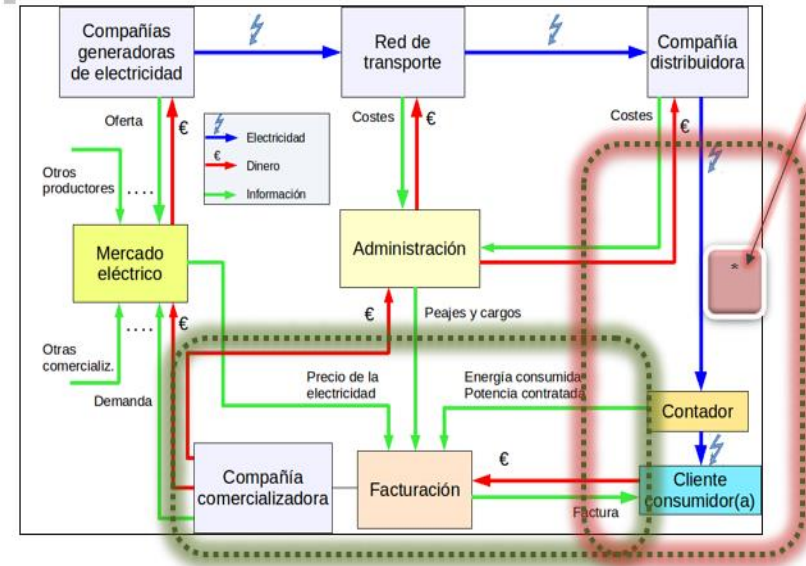 Compañías
generadoras
de electricidad
Red de
transporte
Compañía
distribuidora
Oferta
€
Costes
€
Costes
€
Electricidad
€
Dinero
Información
Otros
productores
....
Mercado
eléctrico
Administración
*
....
€
€
Peajes y cargos
Otras
comercializ.
Demanda
Precio de la
electricidad
Energía consumida
Potencia contratada
Contador
€
Compañía
comercializadora
Facturación
Cliente
consumidor(a)
Factura